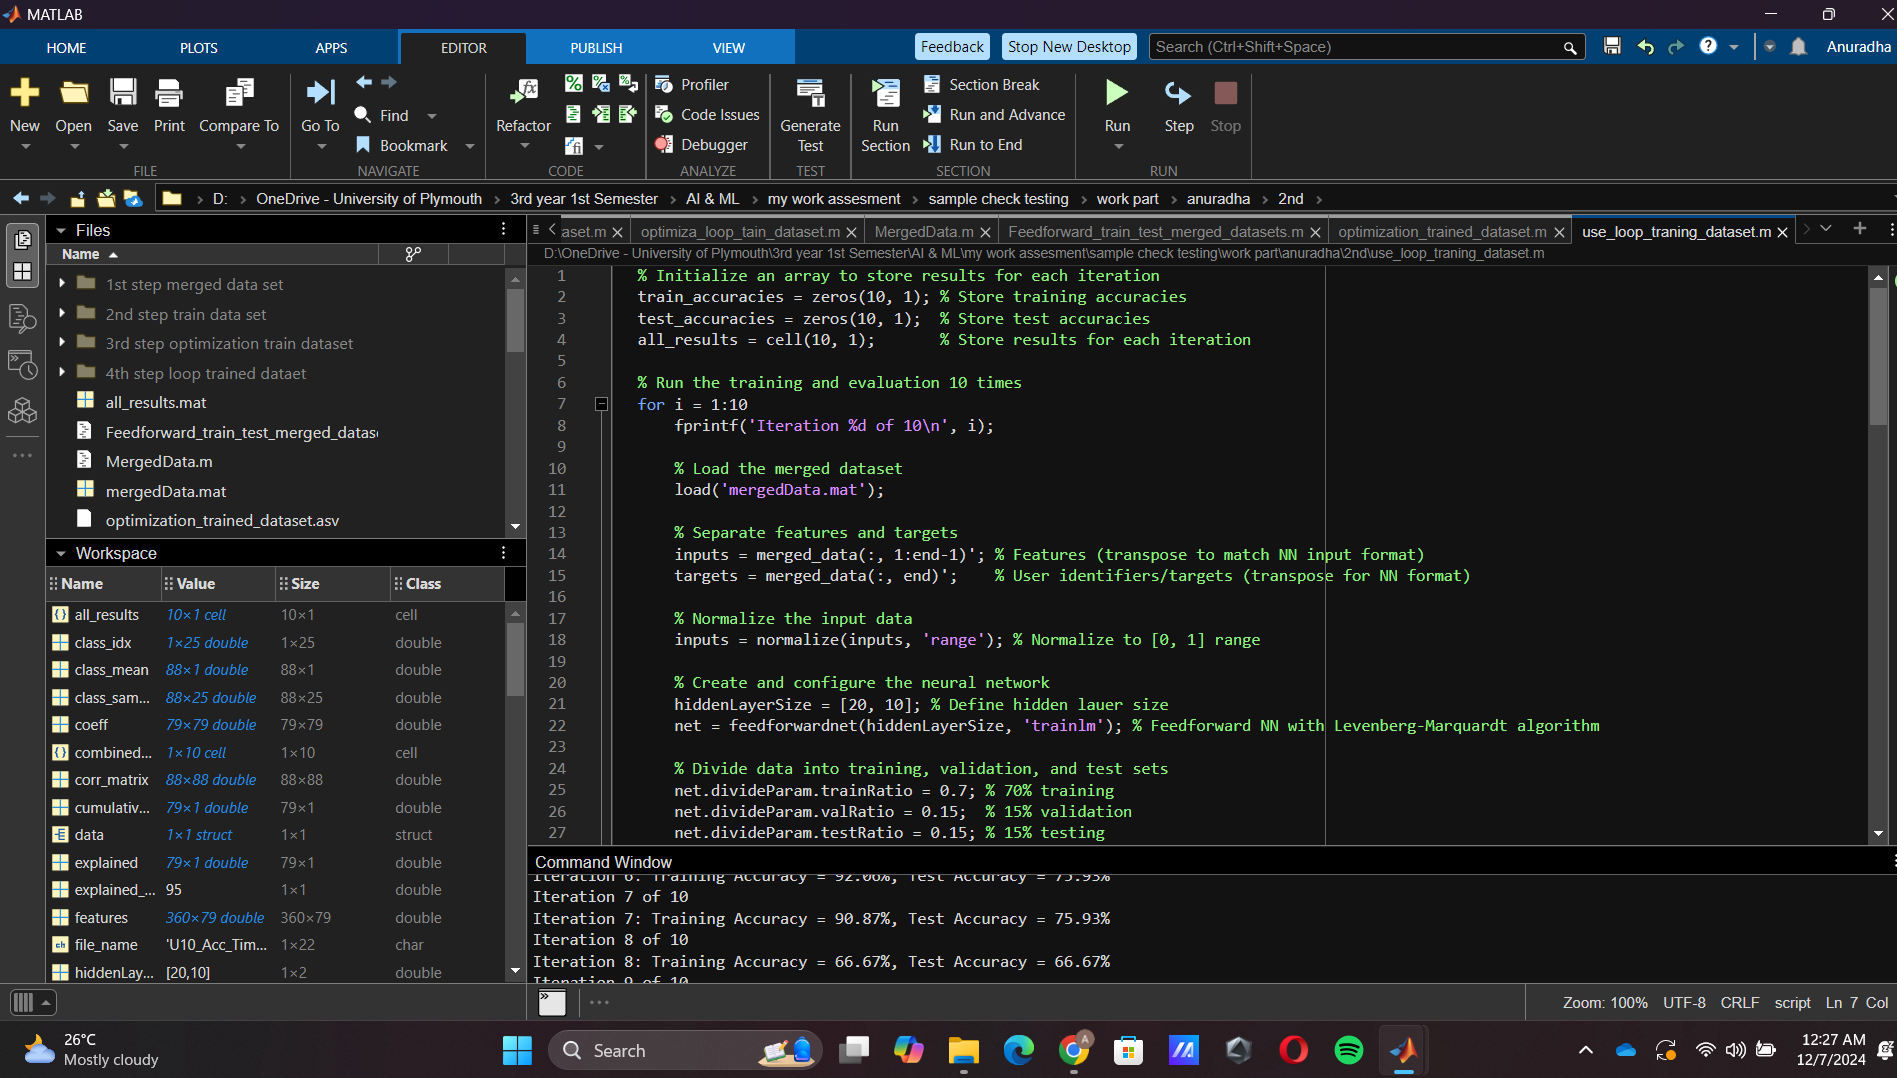 MATLAB
HOME PLOTS APPS EDITOR PUBLISH VIEW Feedback Stop New Desktop Search (Ctrl+Shift+Space) Anuradha
New Open Save Print Compare To Go To Find Bookmark Refactor Profiler Code Issues Debugger Generate Test Run Section Section Break Run and Advance Run to End Run Step Stop
FILE NAVIGATE CODE ANALYZE TEST SECTION RUN
D: OneDrive - University of Plymouth 3rd year 1st Semester AI & ML my work assesment sample check testing work part anuradha 2nd
Files
Name
1st step merged data set
2nd step train data set
3rd step optimization train dataset
4th step loop trained dataet
all_results.mat
Feedforward_train_test_merged_datas
MergedData.m
mergedData.mat
optimization_trained_dataset.asv
Workspace
Name Value Size Class
all_results 10×1 cell 10×1 cell
class_idx 1×25 double 1×25 double
class_mean 88×1 double 88×1 double
class_sam... 88×25 double 88×25 double
coeff 79×79 double 79×79 double
combined... 1×10 cell 1×10 cell
corr_matrix 88×88 double 88×88 double
cumulativ... 79×1 double 79×1 double
data 1×1 struct 1×1 struct
explained 79×1 double 79×1 double
explained_... 95 1×1 double
features 360×79 double 360×79 double
file_name 'U10_Acc_Tim... 1×22 char
hiddenLay... [20,10] 1×2 double
aset.m optimiza_loop_tain_dataset.m MergedData.m Feedforward_train_test_merged_datasets.m optimization_trained_dataset.m use_loop_traning_dataset.m
D:\OneDrive - University of Plymouth\3rd year 1st Semester\AI & ML\my work assesment\sample check testing\work part\anuradha\2nd\use_loop_traning_dataset.m
1 % Initialize an array to store results for each iteration
2 train_accuracies = zeros(10, 1); % Store training accuracies
3 test_accuracies = zeros(10, 1); % Store test accuracies
4 all_results = cell(10, 1); % Store results for each iteration
5
6 % Run the training and evaluation 10 times
7 for i = 1:10
8 fprintf('Iteration %d of 10\n', i);
9
10 % Load the merged dataset
11 load('mergedData.mat');
12
13 % Separate features and targets
14 inputs = merged_data(:, 1:end-1)'; % Features (transpose to match NN input format)
15 targets = merged_data(:, end)'; % User identifiers/targets (transpose for NN format)
16
17 % Normalize the input data
18 inputs = normalize(inputs, 'range'); % Normalize to [0, 1] range
19
20 % Create and configure the neural network
21 hiddenLayerSize = [20, 10]; % Define hidden lauer size
22 net = feedforwardnet(hiddenLayerSize, 'trainlm'); % Feedforward NN with Levenberg-Marquardt algorithm
23
24 % Divide data into training, validation, and test sets
25 net.divideParam.trainRatio = 0.7; % 70% training
26 net.divideParam.valRatio = 0.15; % 15% validation
27 net.divideParam.testRatio = 0.15; % 15% testing
Command Window
Iteration 6: Training Accuracy = 92.06%, Test Accuracy = 75.93%
Iteration 7 of 10
Iteration 7: Training Accuracy = 90.87%, Test Accuracy = 75.93%
Iteration 8 of 10
Iteration 8: Training Accuracy = 66.67%, Test Accuracy = 66.67%
Iteration 9 of 10
Zoom: 100% UTF-8 CRLF script Ln 7 Col
26°C
Mostly cloudy
Search
12:27 AM
12/7/2024